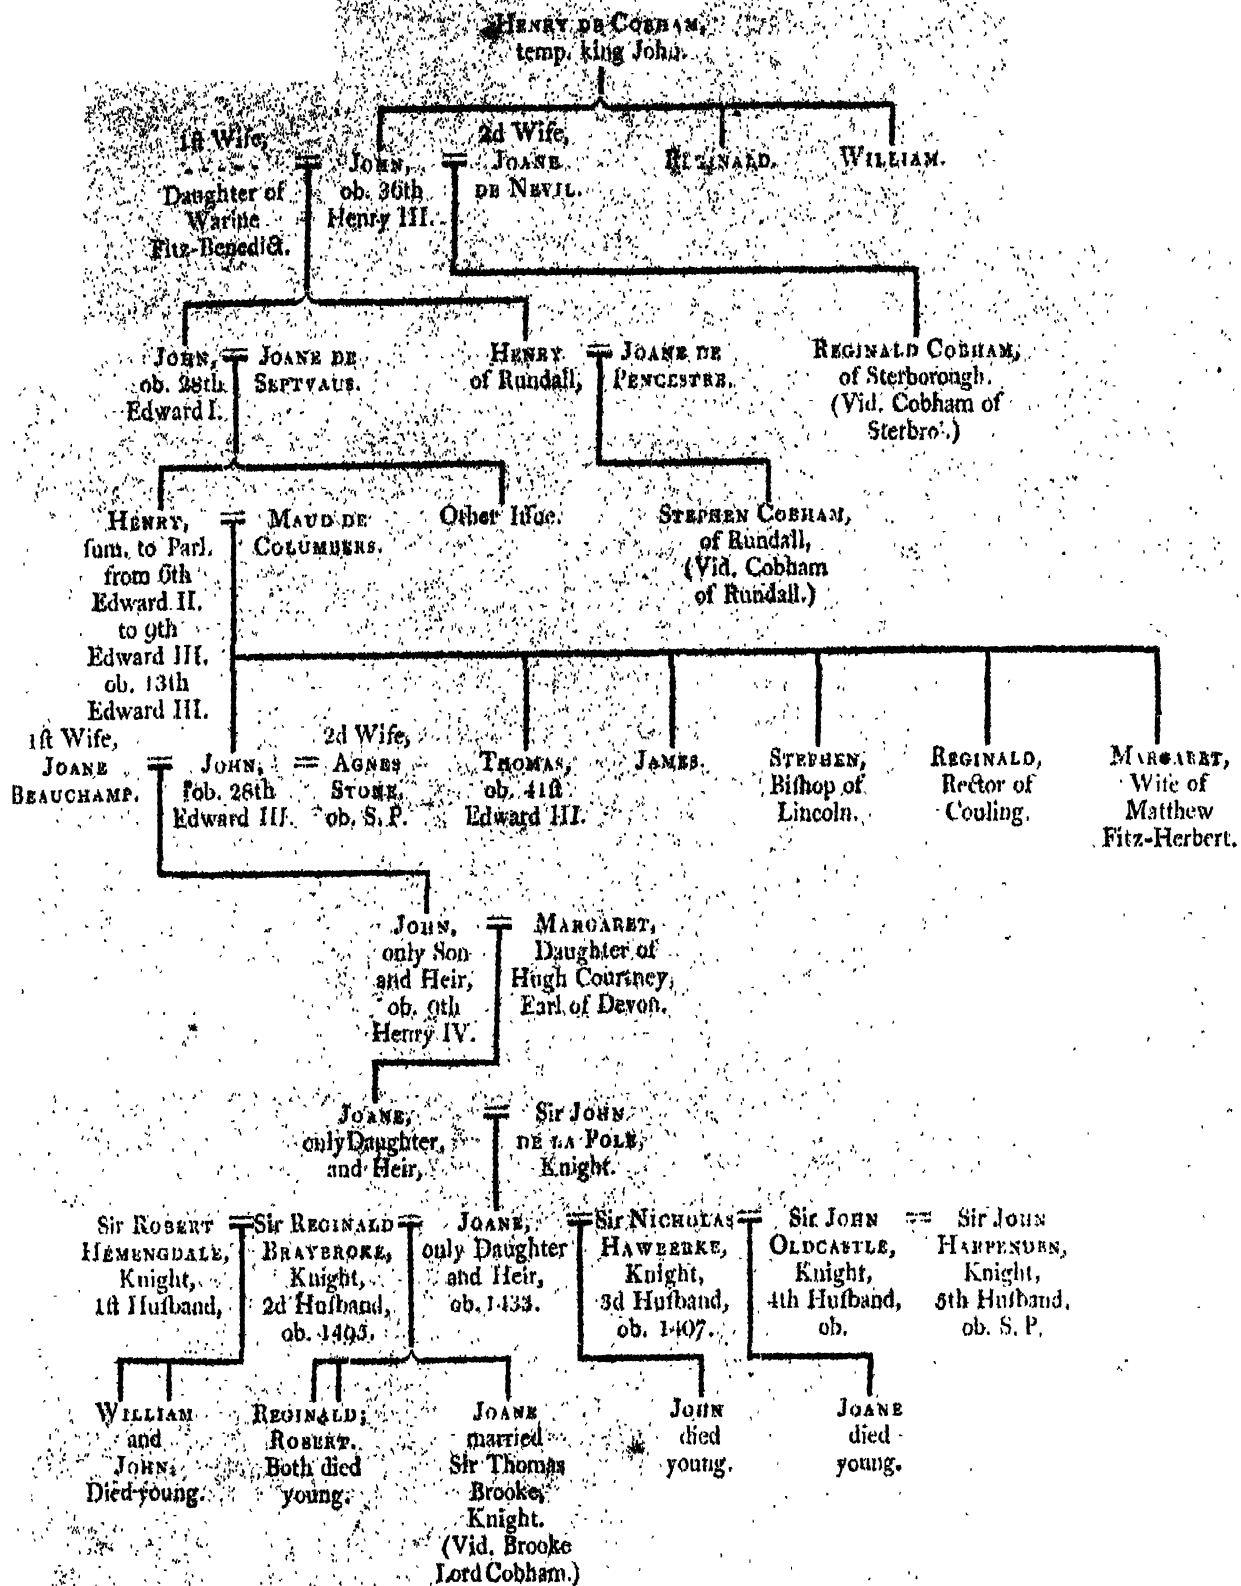 HENRY DE COBHAM,
temp. king John.
1ſt Wife,
- - - - -
Daughter of
Warine
Fitz-Benedict.
=
JOHN,
ob. 36th
Henry III.
=
2d Wife,
JOANE
DE NEVIL.
REGINALD.
WILLIAM.
JOHN,
ob. 28th
Edward I.
=
JOANE DE
SEPTVAUS.
HENRY
of Rundall,
=
JOANE DE
PENCESTRE.
REGINALD COBHAM,
of Sterborough.
(Vid. Cobham of
Sterbro'.)
HENRY,
ſum. to Parl.
from 6th
Edward II.
to 9th
Edward III.
ob. 13th
Edward III.
=
MAUD DE
COLUMBERS.
Other Iſſue.
STEPHEN COBHAM,
of Rundall,
(Vid. Cobham
of Rundall.)
1ſt Wife,
JOANE
BEAUCHAMP.
=
JOHN,
ob. 28th
Edward III.
=
2d Wife,
AGNES
STONE,
ob. S. P.
THOMAS,
ob. 41ſt
Edward III.
JAMES.
STEPHEN,
Biſhop of
Lincoln.
REGINALD,
Rector of
Couling.
MARGARET,
Wife of
Matthew
Fitz-Herbert.
JOHN,
only Son
and Heir,
ob. 9th
Henry IV.
=
MARGARET,
Daughter of
Hugh Courtney,
Earl of Devon.
JOANE,
only Daughter,
and Heir,
=
Sir JOHN
DE LA POLE,
Knight.
Sir ROBERT
HEMENGDALE,
Knight,
1ſt Huſband,
=
Sir REGINALD
BRAYBROKE,
Knight,
2d Huſband,
ob. 1405.
=
JOANE,
only Daughter
and Heir,
ob. 1433.
=
Sir NICHOLAS
HAWBERKE,
Knight,
3d Huſband,
ob. 1407.
=
Sir JOHN
OLDCASTLE,
Knight,
4th Huſband,
ob.
=
Sir JOHN
HARPENDEN,
Knight,
5th Huſband,
ob. S. P.
WILLIAM
and
JOHN.
Died young.
REGINALD;
ROBERT.
Both died
young.
JOANE
married
Sir Thomas
Brooke,
Knight.
(Vid. Brooke
Lord Cobham.)
JOHN
died
young.
JOANE
died
young.